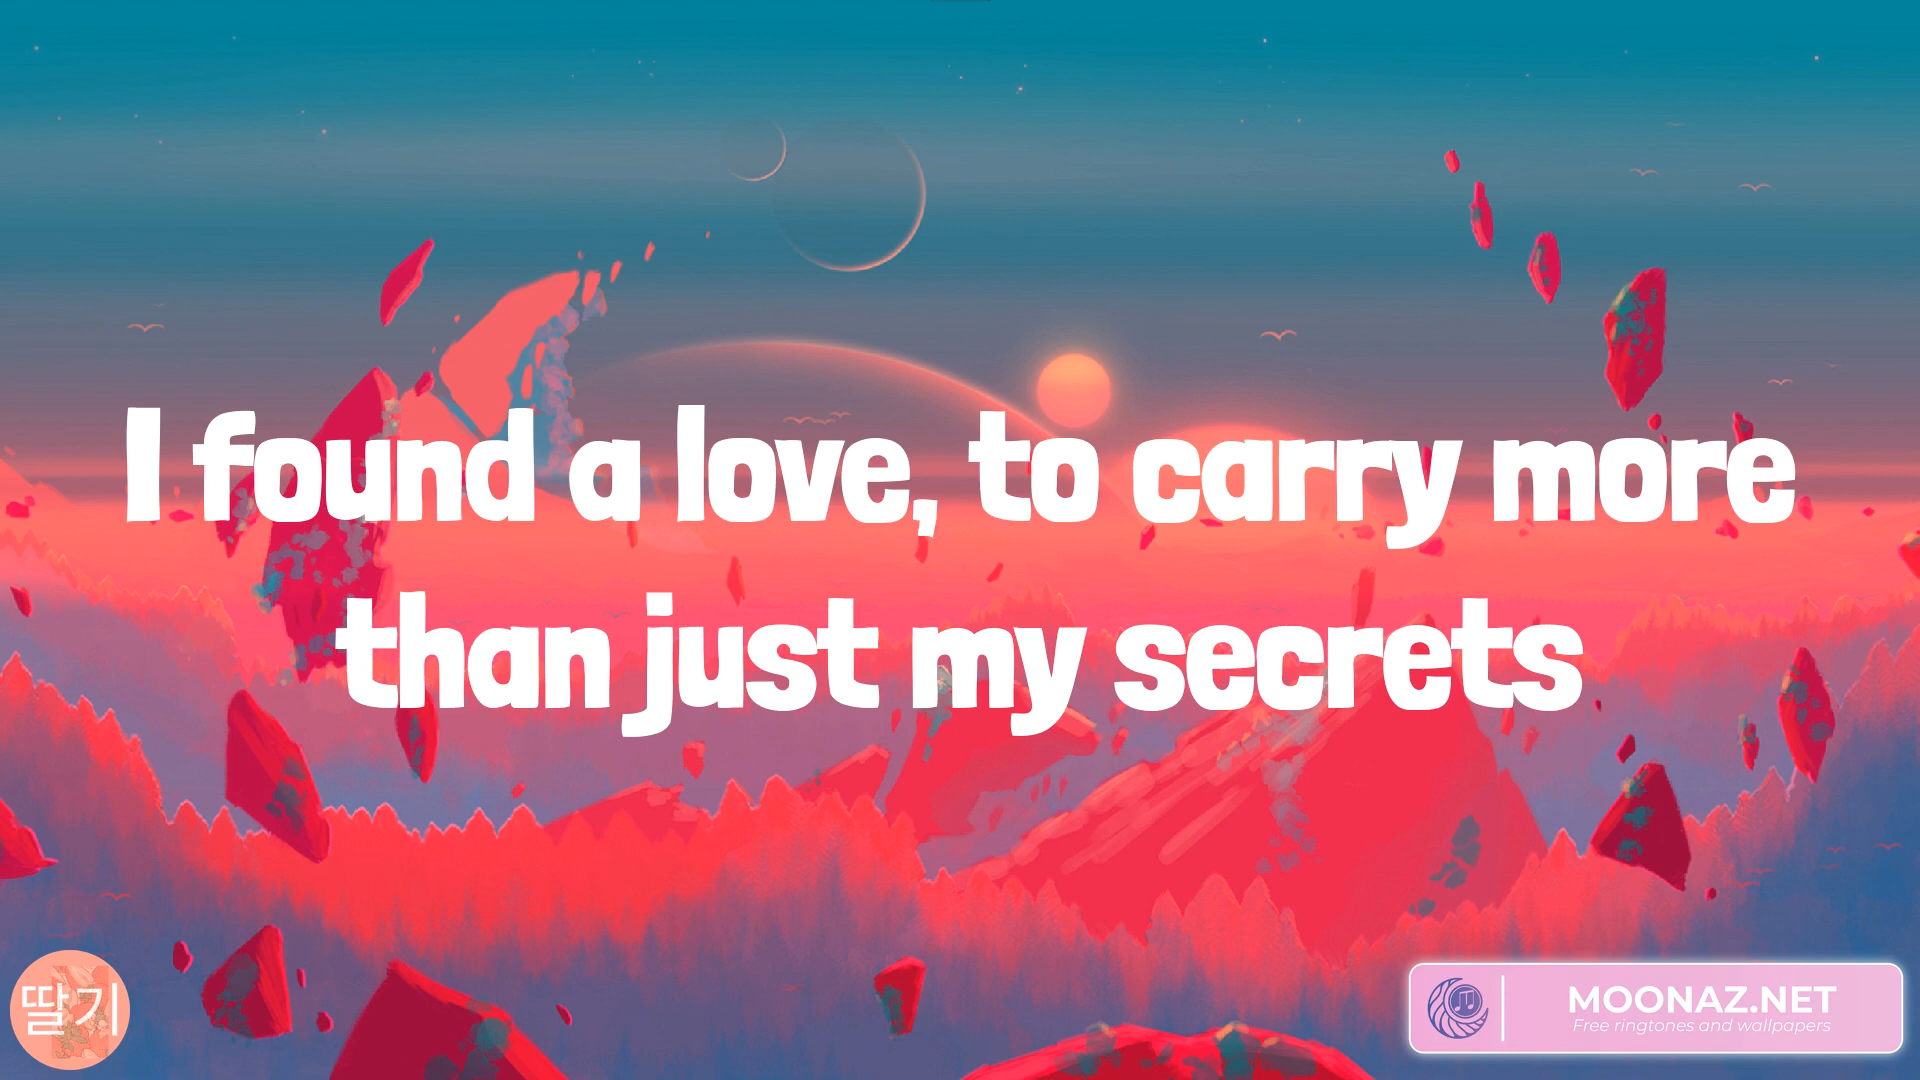 I found a love, to carry more
than just my secrets
딸기
MOONAZ.NET
Free ringtones and wallpapers